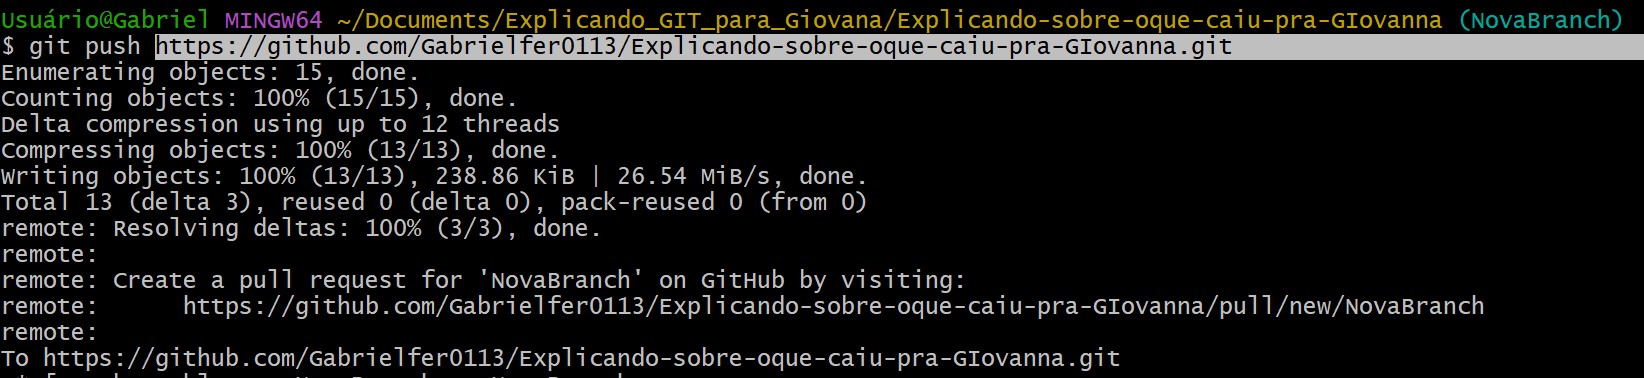 Usuário@Gabriel MINGW64 ~/Documents/Explicando_GIT_para_Giovana/Explicando-sobre-oque-caiu-pra-GIovanna (NovaBranch)
$ git push https://github.com/Gabrielfer0113/Explicando-sobre-oque-caiu-pra-GIovanna.git
Enumerating objects: 15, done.
Counting objects: 100% (15/15), done.
Delta compression using up to 12 threads
Compressing objects: 100% (13/13), done.
Writing objects: 100% (13/13), 238.86 KiB | 26.54 MiB/s, done.
Total 13 (delta 3), reused 0 (delta 0), pack-reused 0 (from 0)
remote: Resolving deltas: 100% (3/3), done.
remote:
remote: Create a pull request for 'NovaBranch' on GitHub by visiting:
remote:      https://github.com/Gabrielfer0113/Explicando-sobre-oque-caiu-pra-GIovanna/pull/new/NovaBranch
remote:
To https://github.com/Gabrielfer0113/Explicando-sobre-oque-caiu-pra-GIovanna.git